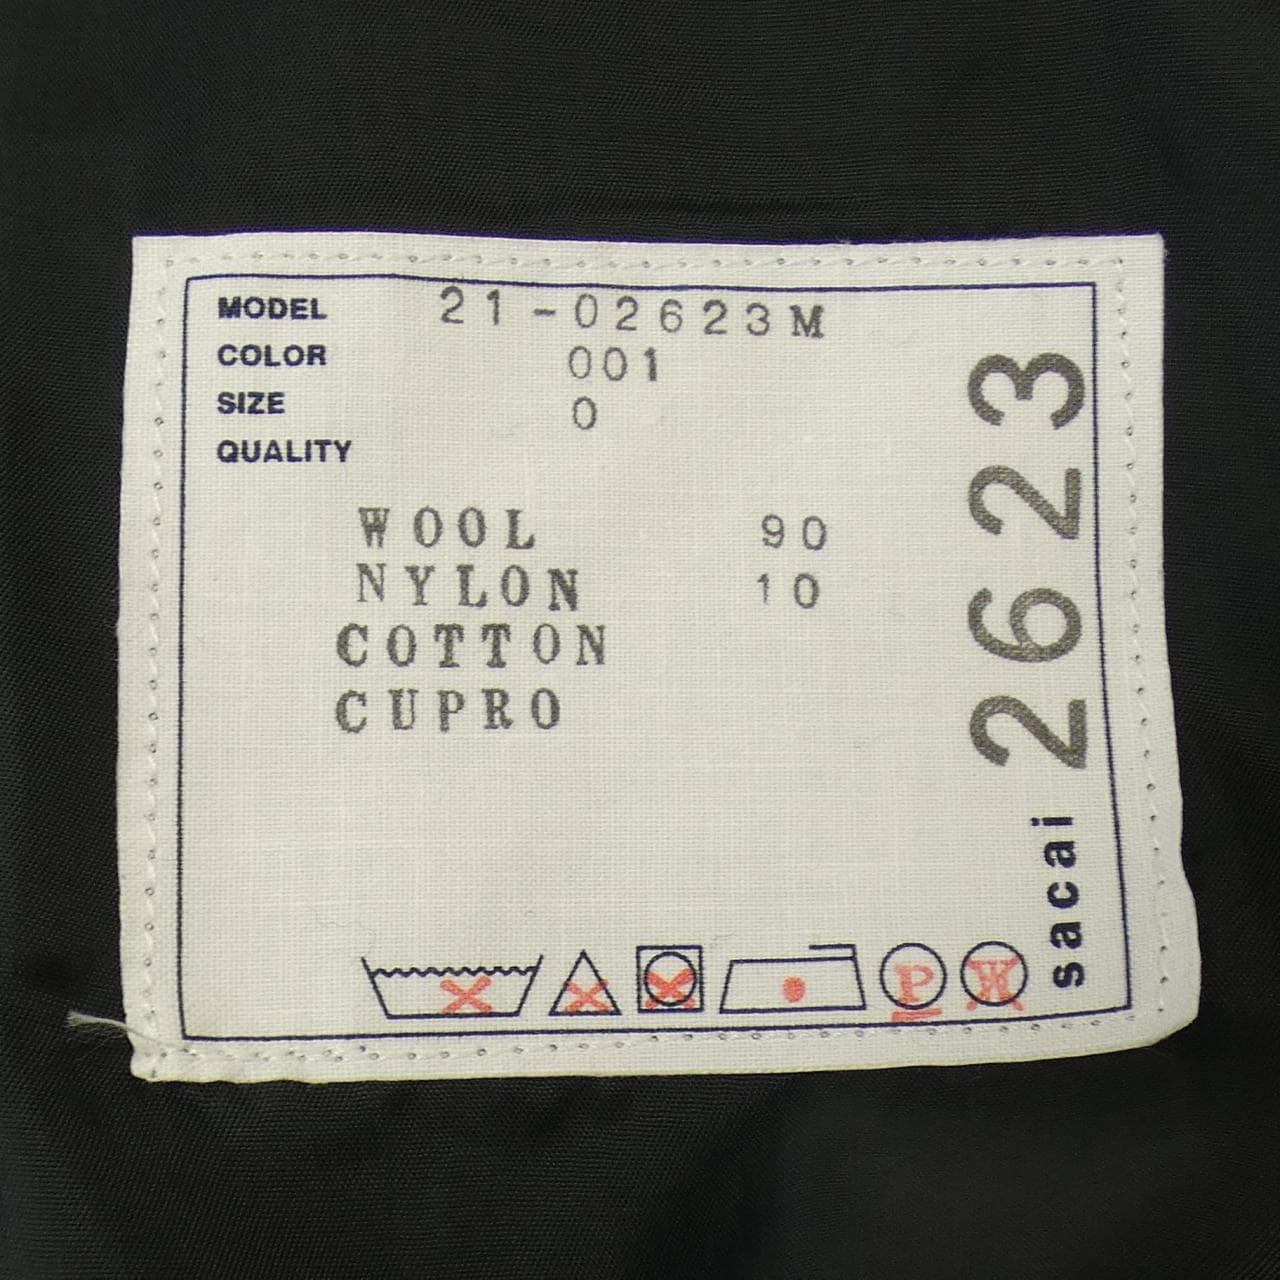 MODEL 21-02623M
COLOR 001
SIZE 0
QUALITY
WOOL 90
NYLON 10
COTTON
CUPRO
sacai 2623
P W